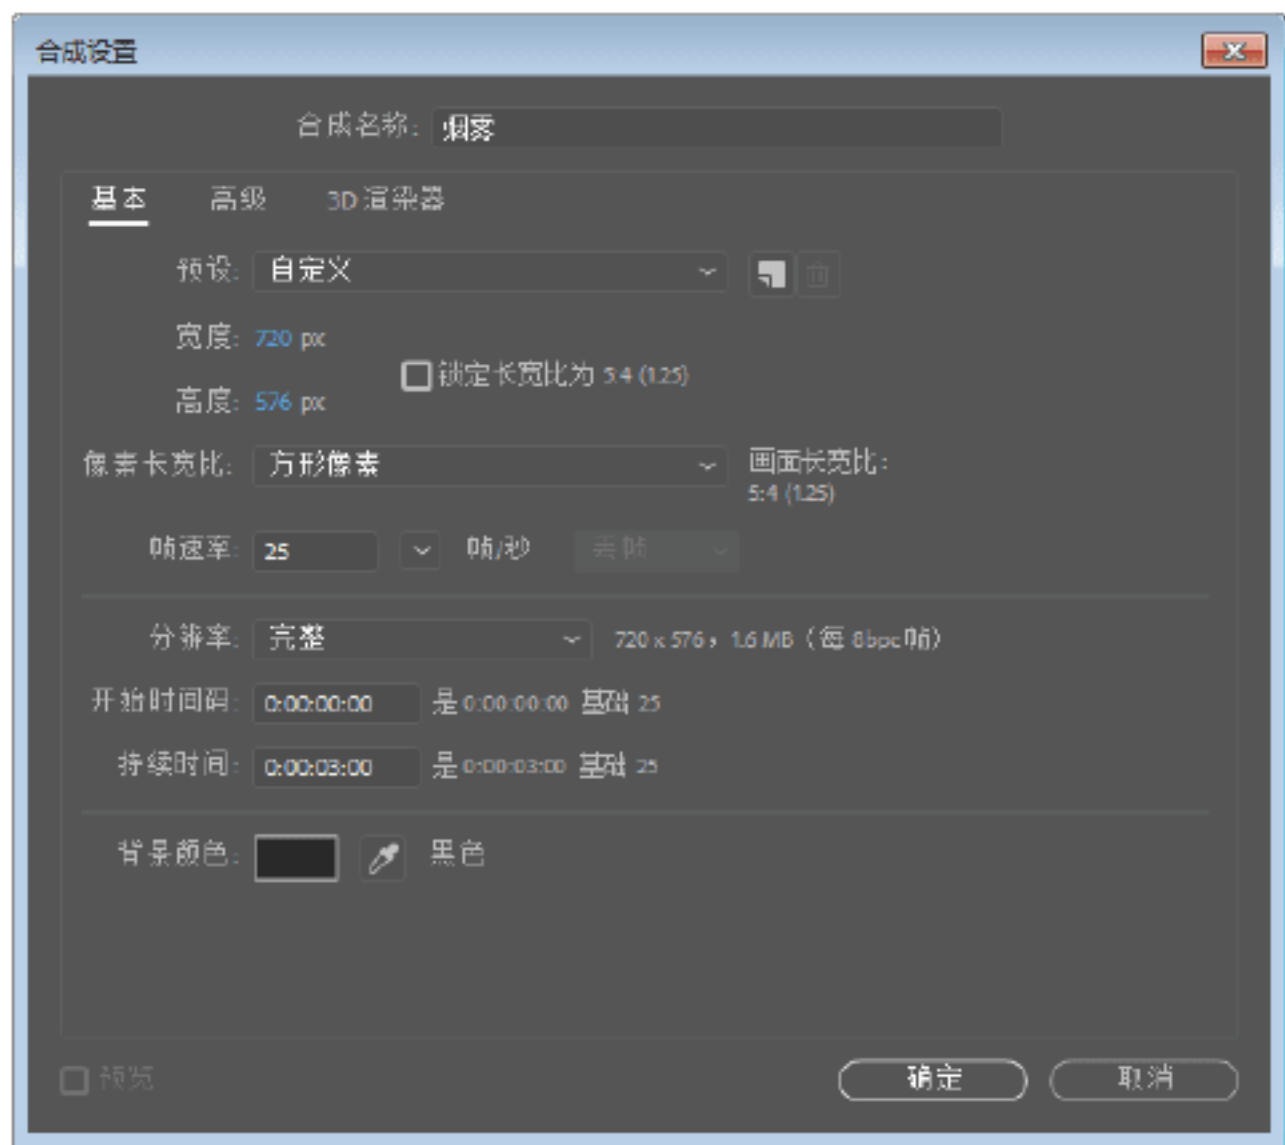 合成设置
合成名称: 烟雾
基本 高级 3D 渲染器
预设: 自定义
宽度: 720 px
锁定长宽比为 5:4 (1.25)
高度: 576 px
像素长宽比: 方形像素 画面长宽比:
5:4 (1.25)
帧速率: 25 帧/秒 丢帧
分辨率: 完整 720 x 576，1.6 MB（每 8bpc 帧）
开始时间码: 0:00:00:00 是 0:00:00:00 基础 25
持续时间: 0:00:03:00 是 0:00:03:00 基础 25
背景颜色: 黑色
预览 确定 取消